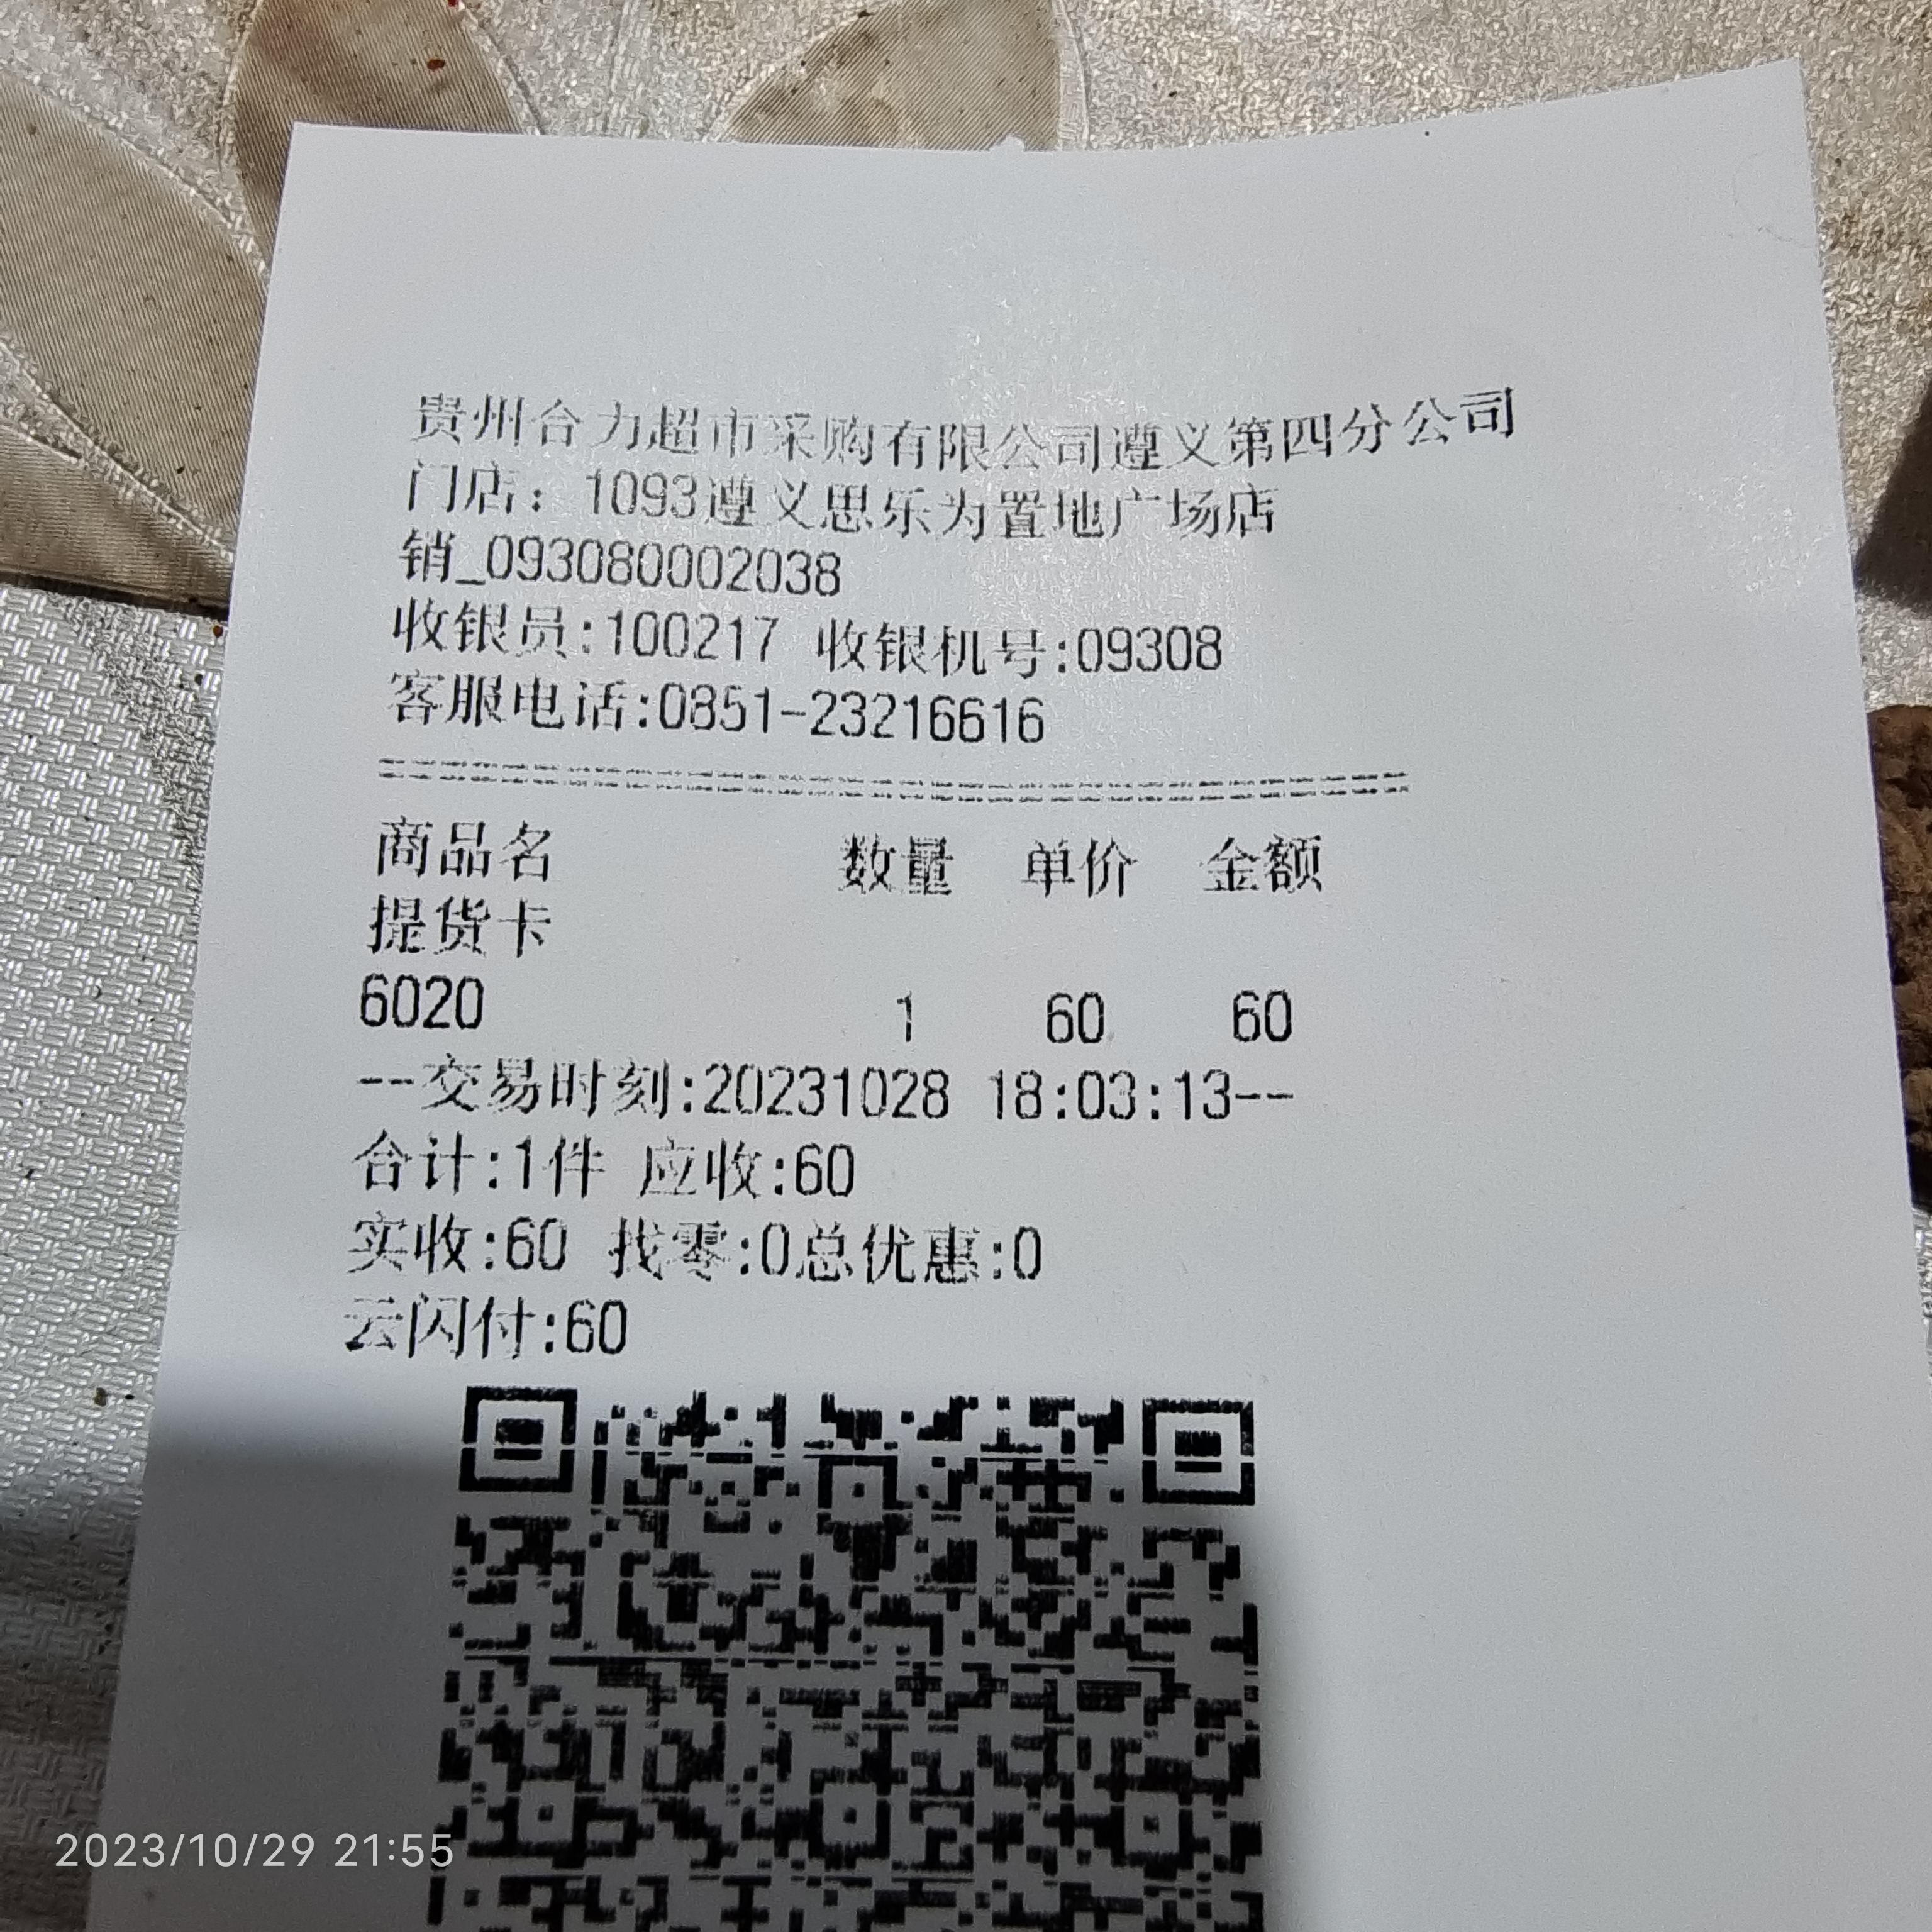 贵州合力超市采购有限公司遵义第四分公司
门店：1093遵义思乐为置地广场店
销_093080002038
收银员:100217 收银机号:09308
客服电话:0851-23216616
商品名 数量 单价 金额
提货卡
6020 1 60 60
--交易时刻:20231028 18:03:13--
合计:1件 应收:60
实收:60 找零:0总优惠:0
云闪付:60
2023/10/29 21:55